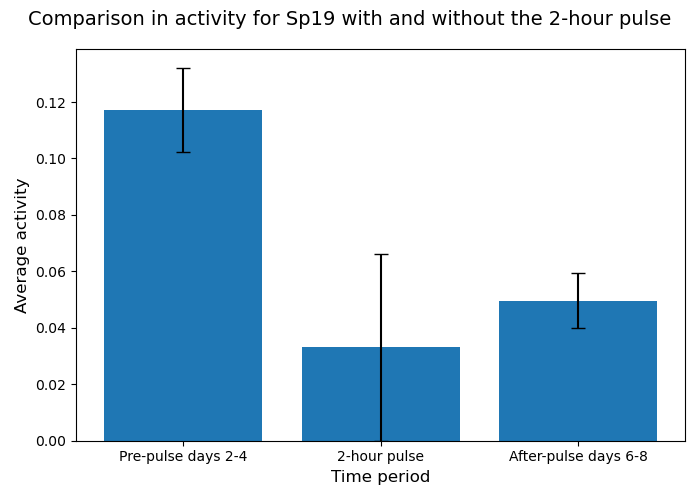 Comparison in activity for Sp19 with and without the 2-hour pulse
Average activity
0.12
0.10
0.08
0.06
0.04
0.02
0.00
Pre-pulse days 2-4
2-hour pulse
After-pulse days 6-8
Time period